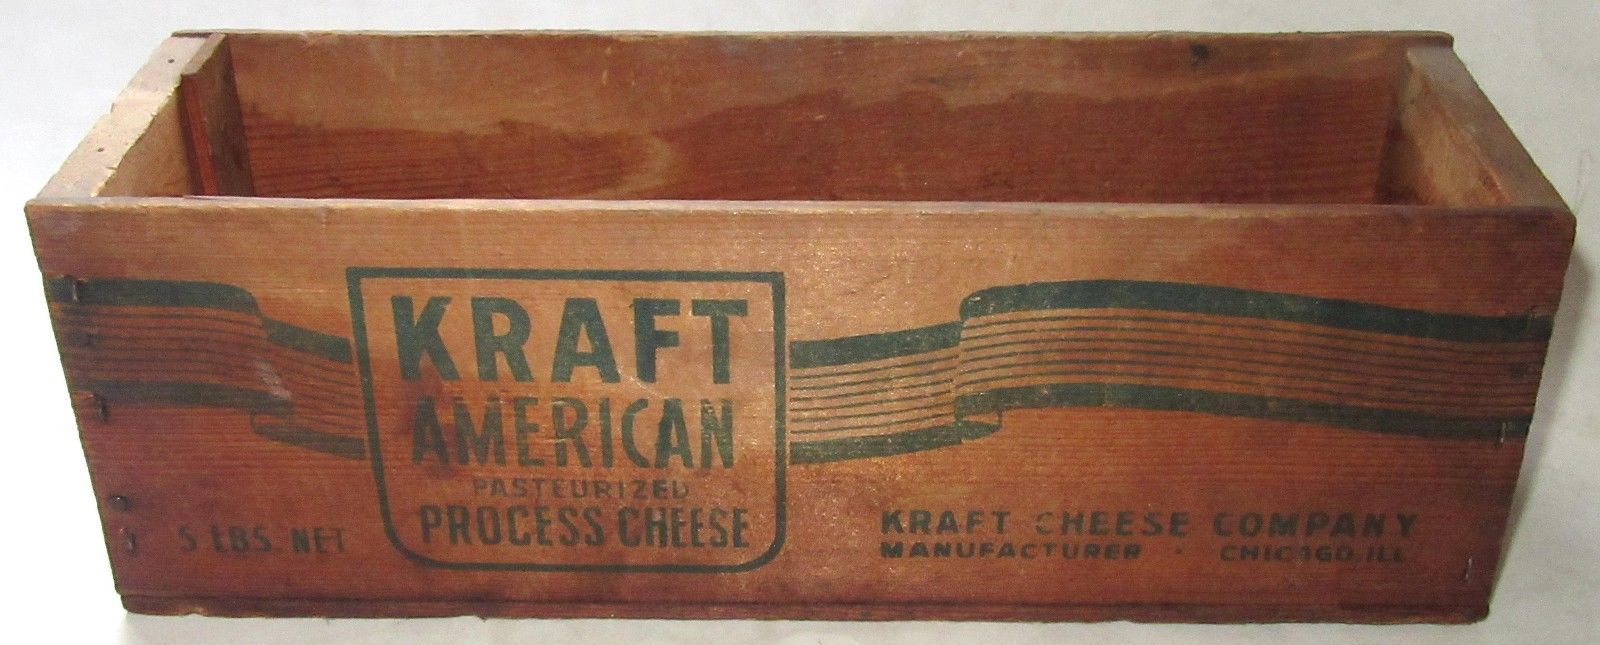 KRAFT
AMERICAN
PASTEURIZED
PROCESS CHEESE
5 LBS. NET
KRAFT CHEESE COMPANY
MANUFACTURER · CHICAGO, ILL.